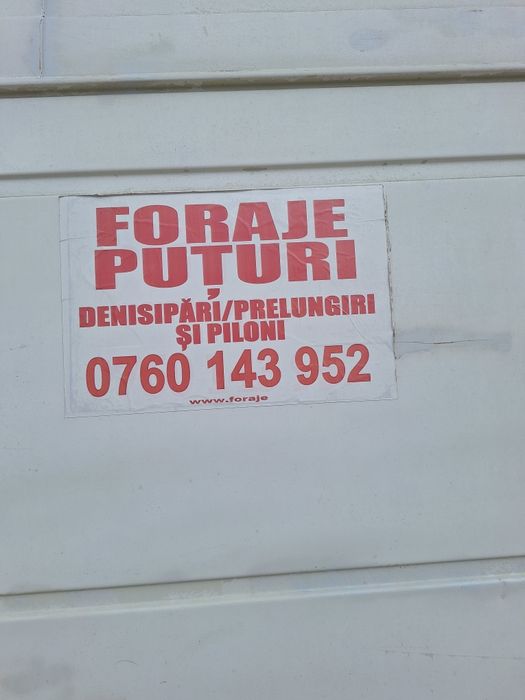 FORAJE
PUȚURI
DENISIPĂRI/PRELUNGIRI
ȘI PILONI
0760 143 952
www.foraje